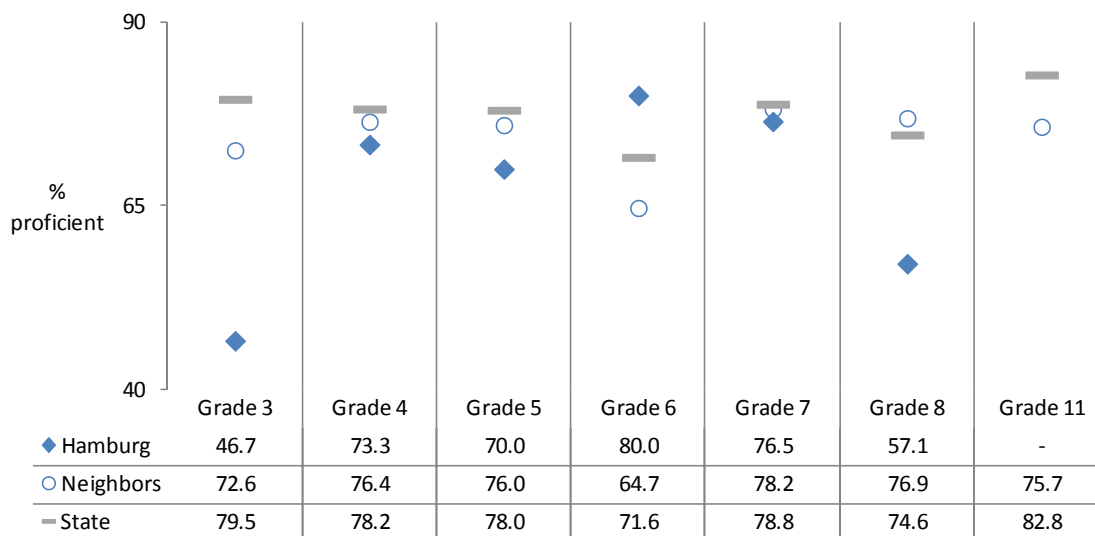 90
65
40
%
proficient
Grade 3 Grade 4 Grade 5 Grade 6 Grade 7 Grade 8 Grade 11
Hamburg 46.7 73.3 70.0 80.0 76.5 57.1 -
Neighbors 72.6 76.4 76.0 64.7 78.2 76.9 75.7
State 79.5 78.2 78.0 71.6 78.8 74.6 82.8